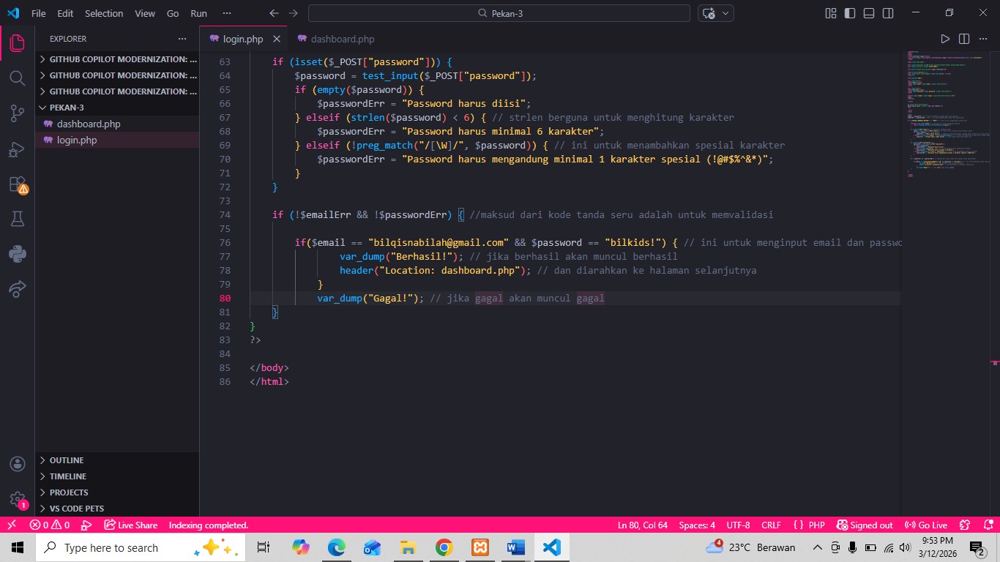 File Edit Selection View Go Run ··· Pekan-3
EXPLORER ···
GITHUB COPILOT MODERNIZATION: ...
GITHUB COPILOT MODERNIZATION: ...
GITHUB COPILOT MODERNIZATION: ...
PEKAN-3
dashboard.php
login.php
OUTLINE
TIMELINE
PROJECTS
VS CODE PETS
login.php dashboard.php
63 if (isset($_POST["password"])) {
64 $password = test_input($_POST["password"]);
65 if (empty($password)) {
66 $passwordErr = "Password harus diisi";
67 } elseif (strlen($password) < 6) { // strlen berguna untuk menghitung karakter
68 $passwordErr = "Password harus minimal 6 karakter";
69 } elseif (!preg_match("/[\W]/", $password)) { // ini untuk menambahkan spesial karakter
70 $passwordErr = "Password harus mengandung minimal 1 karakter spesial (!@#$%^&*)";
71 }
72 }
73
74 if (!$emailErr && !$passwordErr) { //maksud dari kode tanda seru adalah untuk memvalidasi
75
76 if($email == "bilqisnabilah@gmail.com" && $password == "bilkids!") { // ini untuk menginput email dan passwo
77 var_dump("Berhasil!"); // jika berhasil akan muncul berhasil
78 header("Location: dashboard.php"); // dan diarahkan ke halaman selanjutnya
79 }
80 var_dump("Gagal!"); // jika gagal akan muncul gagal
81 }
82 }
83 ?>
84
85 </body>
86 </html>
1
0 0 Live Share Indexing completed. Ln 80, Col 64 Spaces: 4 UTF-8 CRLF { } PHP Signed out Go Live
Type here to search 4 23°C Berawan 9:53 PM
3/12/2026 2